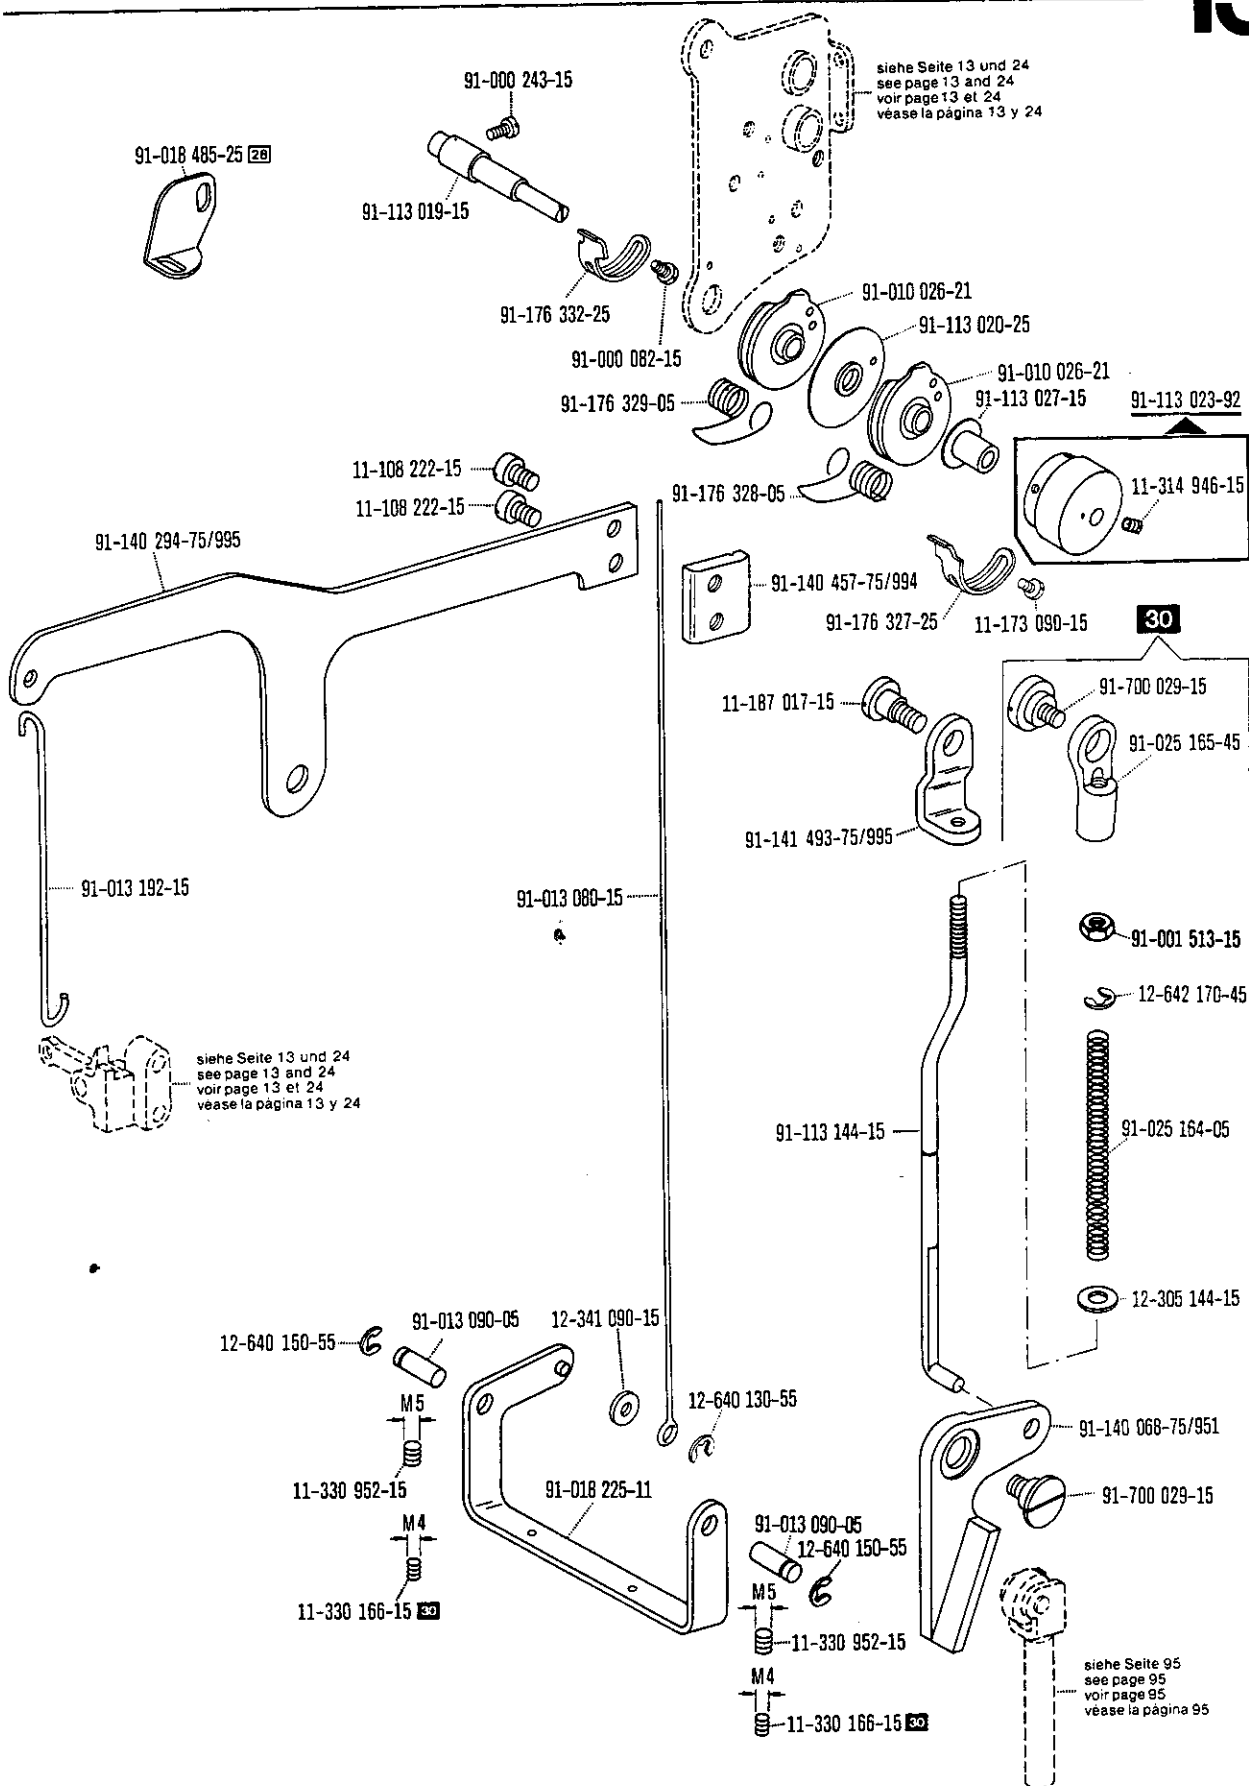 siehe Seite 13 und 24
see page 13 and 24
voir page 13 et 24
véase la página 13 y 24
91-000 243-15
91-018 485-25 28
91-113 019-15
91-176 332-25
91-000 082-15
91-010 026-21
91-113 020-25
91-010 026-21
91-176 329-05
91-113 027-15
91-113 023-92
11-108 222-15
11-108 222-15
91-176 328-05
11-314 946-15
91-140 294-75/995
91-140 457-75/994
91-176 327-25
11-173 090-15
30
11-187 017-15
91-700 029-15
91-025 165-45
91-141 493-75/995
91-013 192-15
91-013 080-15
91-001 513-15
12-642 170-45
siehe Seite 13 und 24
see page 13 and 24
voir page 13 et 24
véase la página 13 y 24
91-113 144-15
91-025 164-05
12-305 144-15
91-013 090-05
12-341 090-15
12-640 150-55
M5
12-640 130-55
91-140 068-75/951
11-330 952-15
91-018 225-11
91-700 029-15
M4
91-013 090-05
12-640 150-55
11-330 166-15 30
M5
11-330 952-15
M4
11-330 166-15 30
siehe Seite 95
see page 95
voir page 95
véase la página 95